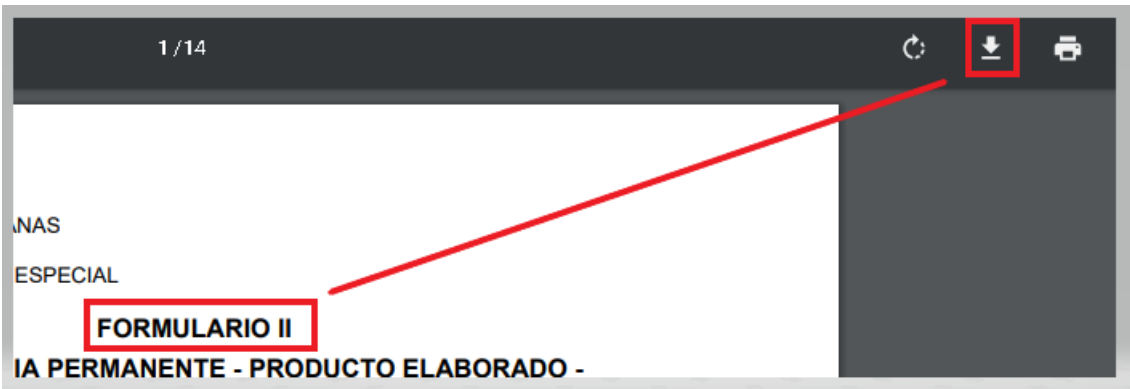 1 / 14
ANAS
ESPECIAL
FORMULARIO II
IA PERMANENTE - PRODUCTO ELABORADO -